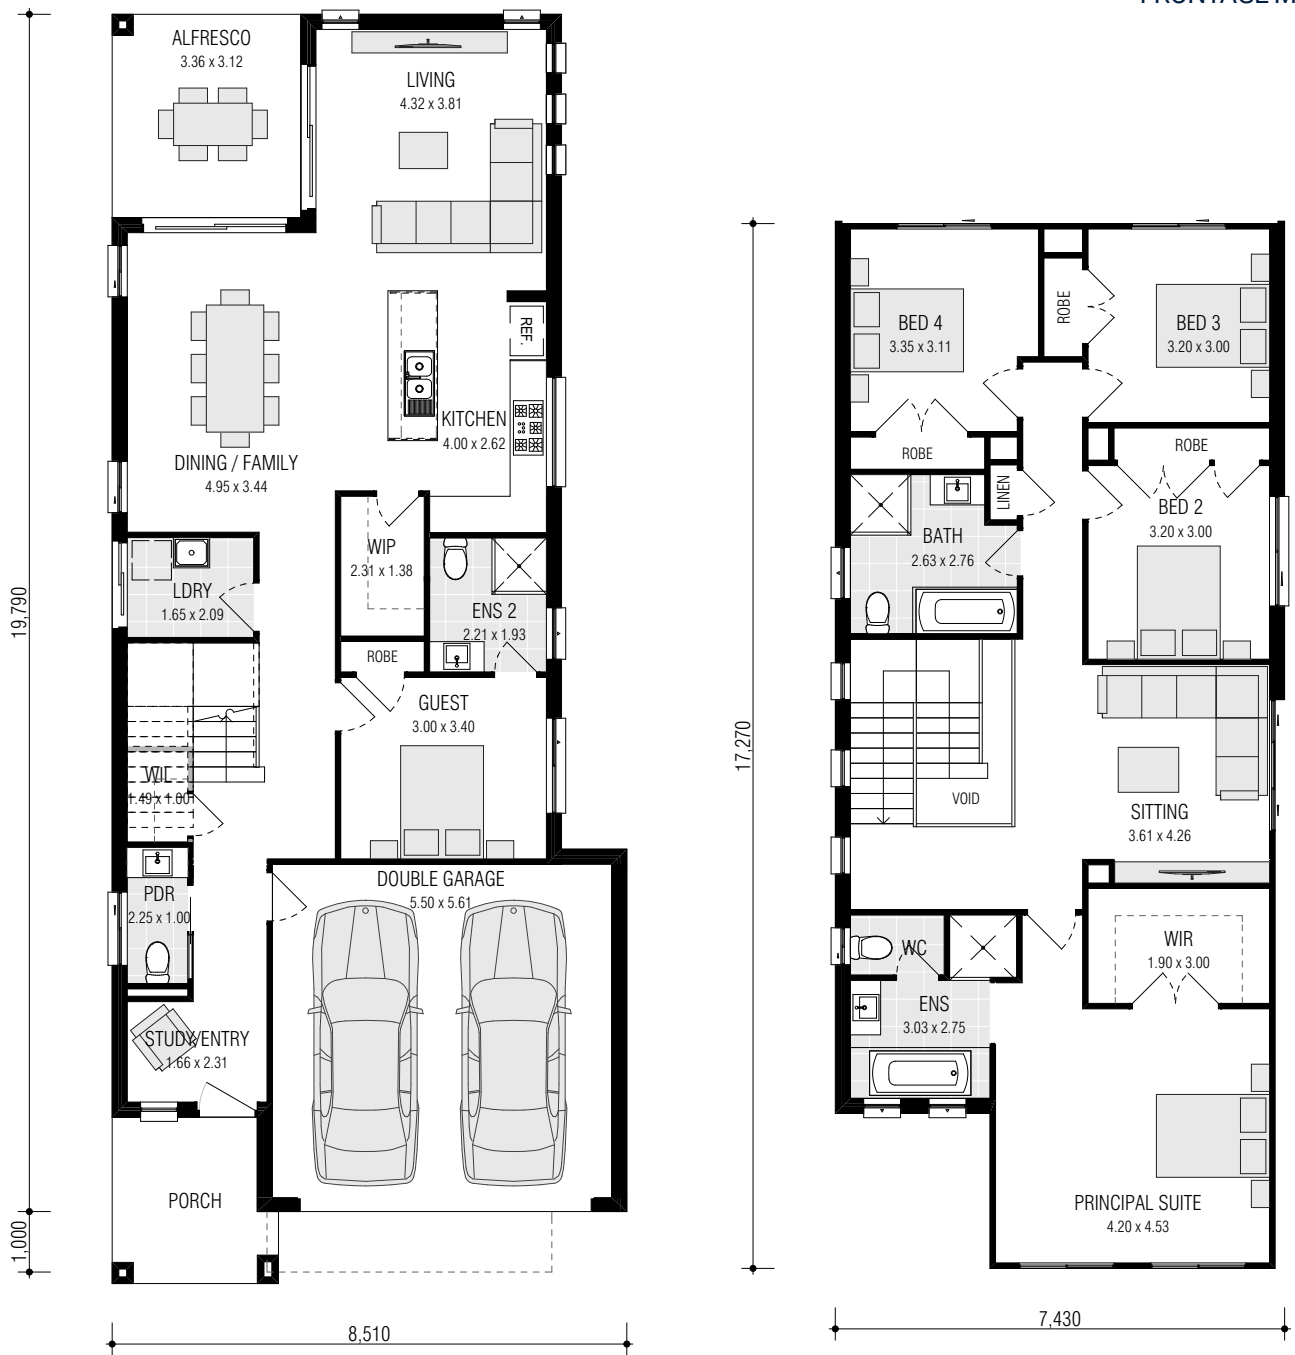 ALFRESCO
3.36 x 3.12
LIVING
4.32 x 3.81
REF.
KITCHEN
4.00 x 2.62
DINING / FAMILY
4.95 x 3.44
WIP
2.31 x 1.38
LDRY
1.65 x 2.09
ENS 2
2.21 x 1.93
ROBE
GUEST
3.00 x 3.40
WIL
1.49 x 1.00
PDR
2.25 x 1.00
DOUBLE GARAGE
5.50 x 5.61
STUDY/ENTRY
1.66 x 2.31
PORCH
19,790
1,000
8,510
BED 4
3.35 x 3.11
ROBE
BED 3
3.20 x 3.00
ROBE
ROBE
LINEN
BED 2
3.20 x 3.00
BATH
2.63 x 2.76
VOID
SITTING
3.61 x 4.26
WC
WIR
1.90 x 3.00
ENS
3.03 x 2.75
PRINCIPAL SUITE
4.20 x 4.53
17,270
7,430